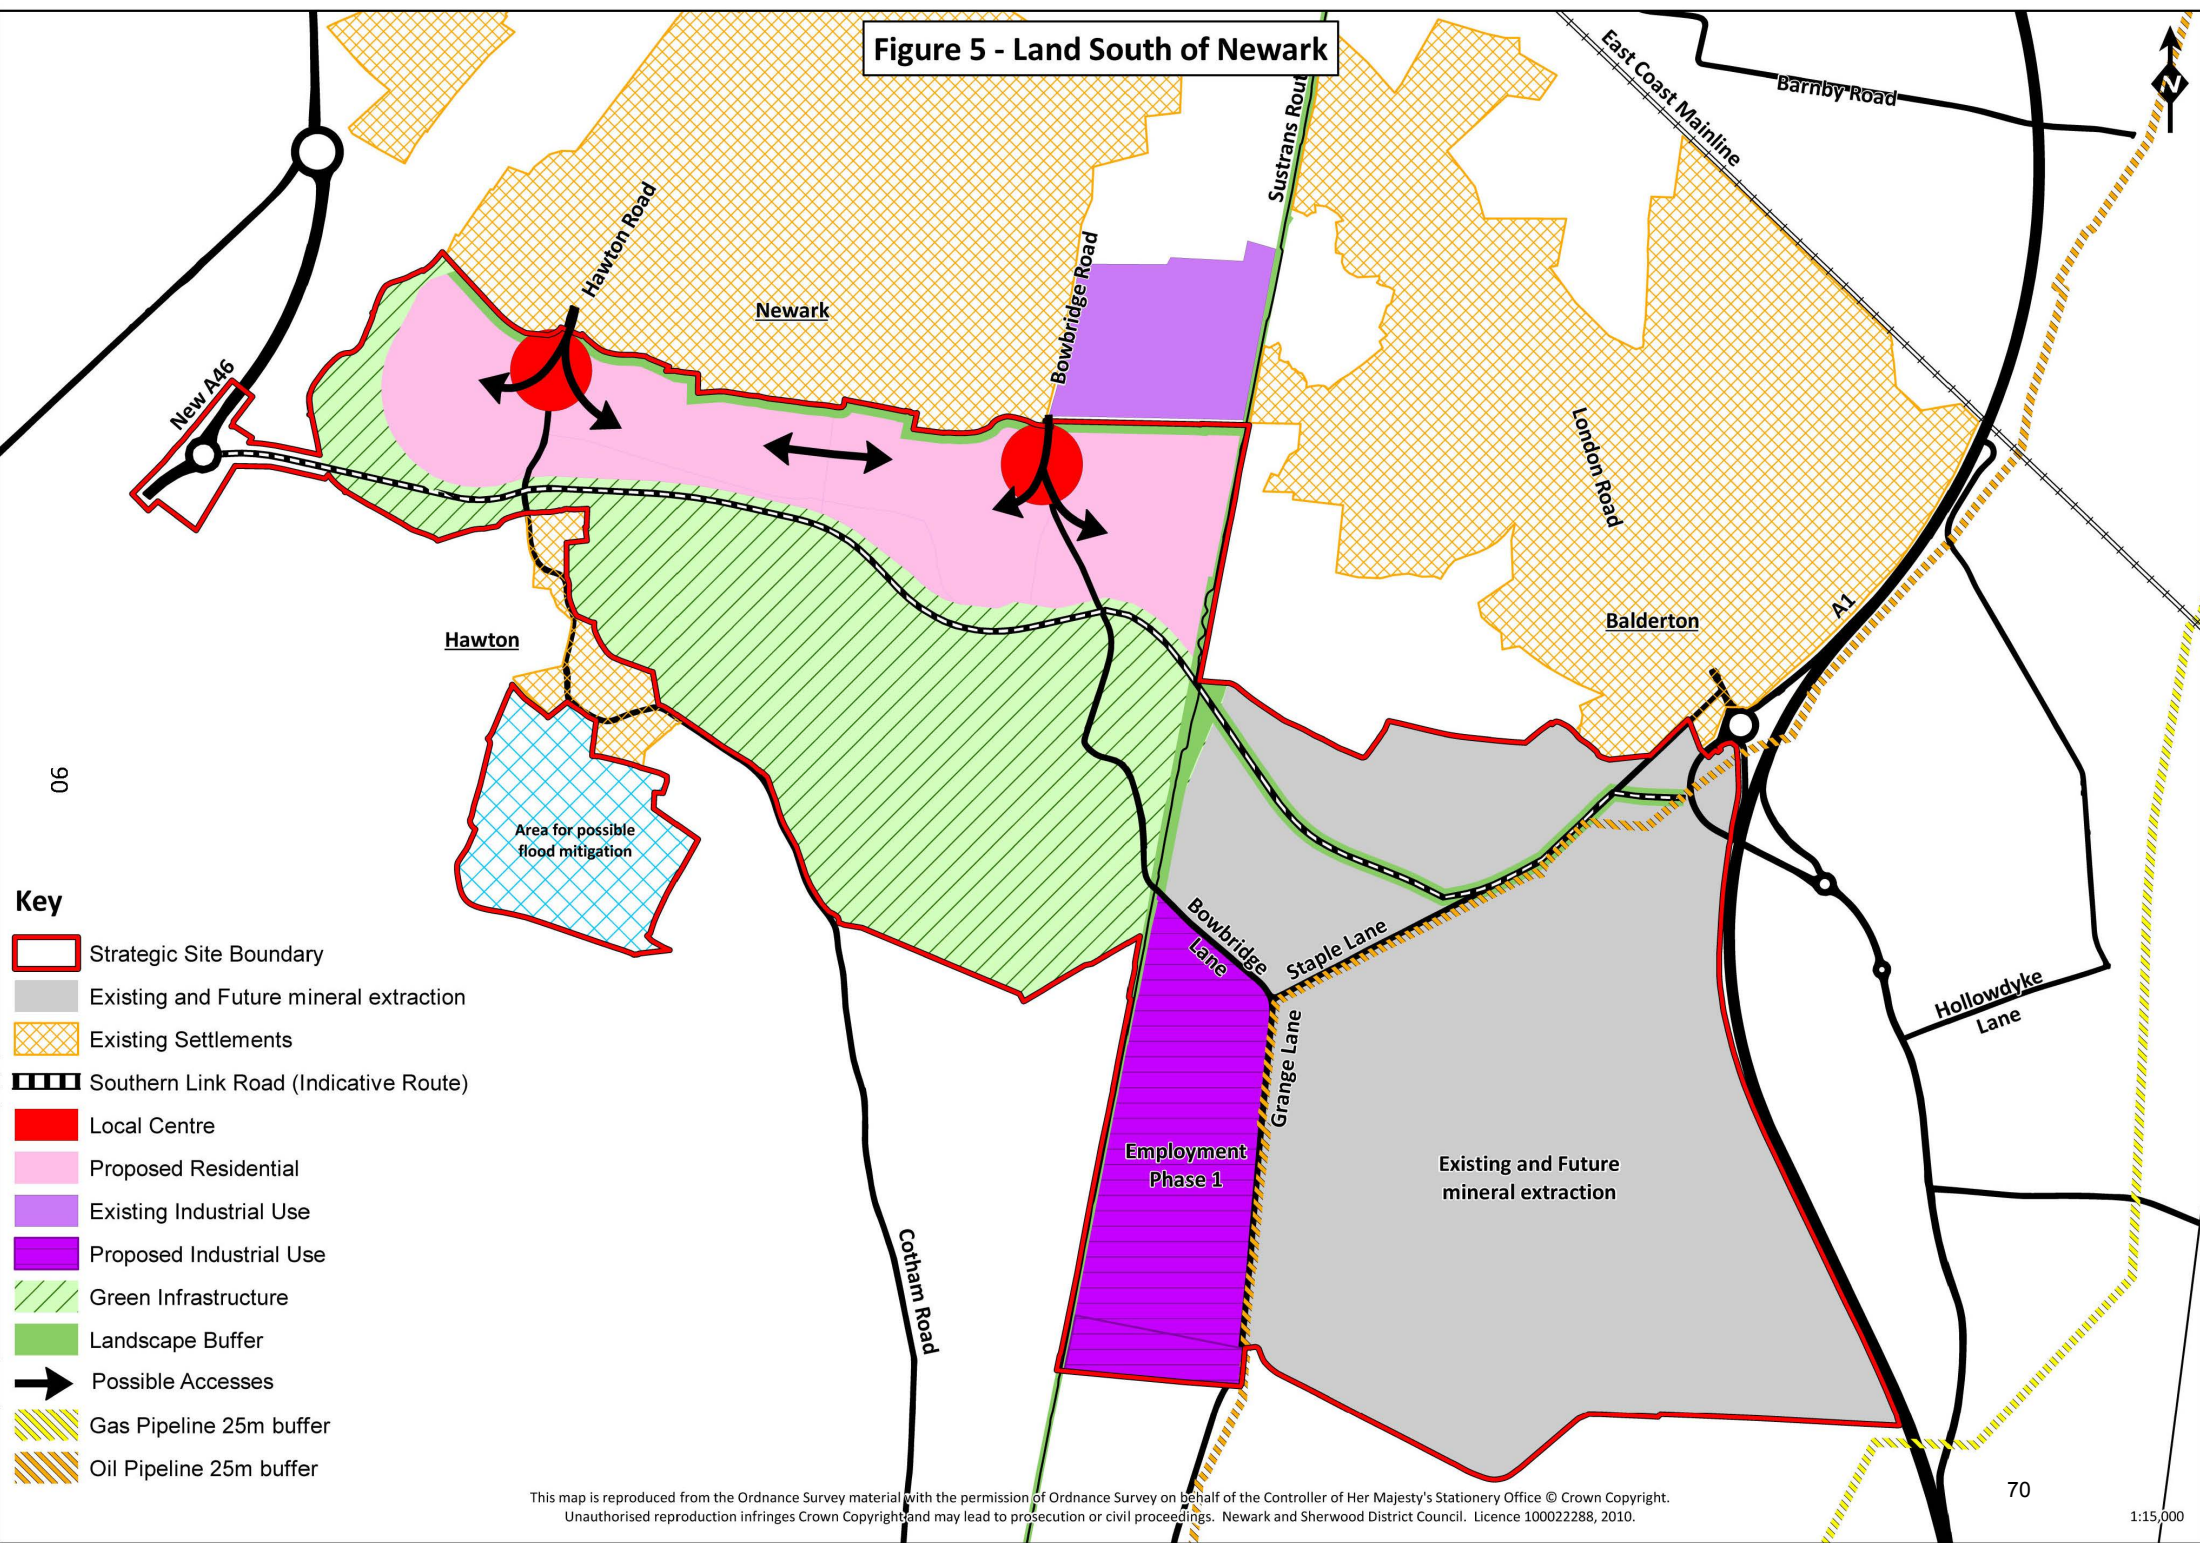 Figure 5 - Land South of Newark
East Coast Mainline
Barnby Road
N
Sustrans Rout
Hawton Road
Bowbridge Road
Newark
New A46
London Road
A1
Balderton
Hawton
06
Area for possible
flood mitigation
Bowbridge
Lane
Staple Lane
Hollowdyke
Lane
Grange Lane
Employment
Phase 1
Existing and Future
mineral extraction
Cotham Road
Key
Strategic Site Boundary
Existing and Future mineral extraction
Existing Settlements
Southern Link Road (Indicative Route)
Local Centre
Proposed Residential
Existing Industrial Use
Proposed Industrial Use
Green Infrastructure
Landscape Buffer
Possible Accesses
Gas Pipeline 25m buffer
Oil Pipeline 25m buffer
70
This map is reproduced from the Ordnance Survey material with the permission of Ordnance Survey on behalf of the Controller of Her Majesty's Stationery Office © Crown Copyright.
Unauthorised reproduction infringes Crown Copyright and may lead to prosecution or civil proceedings. Newark and Sherwood District Council. Licence 100022288, 2010.
1:15,000